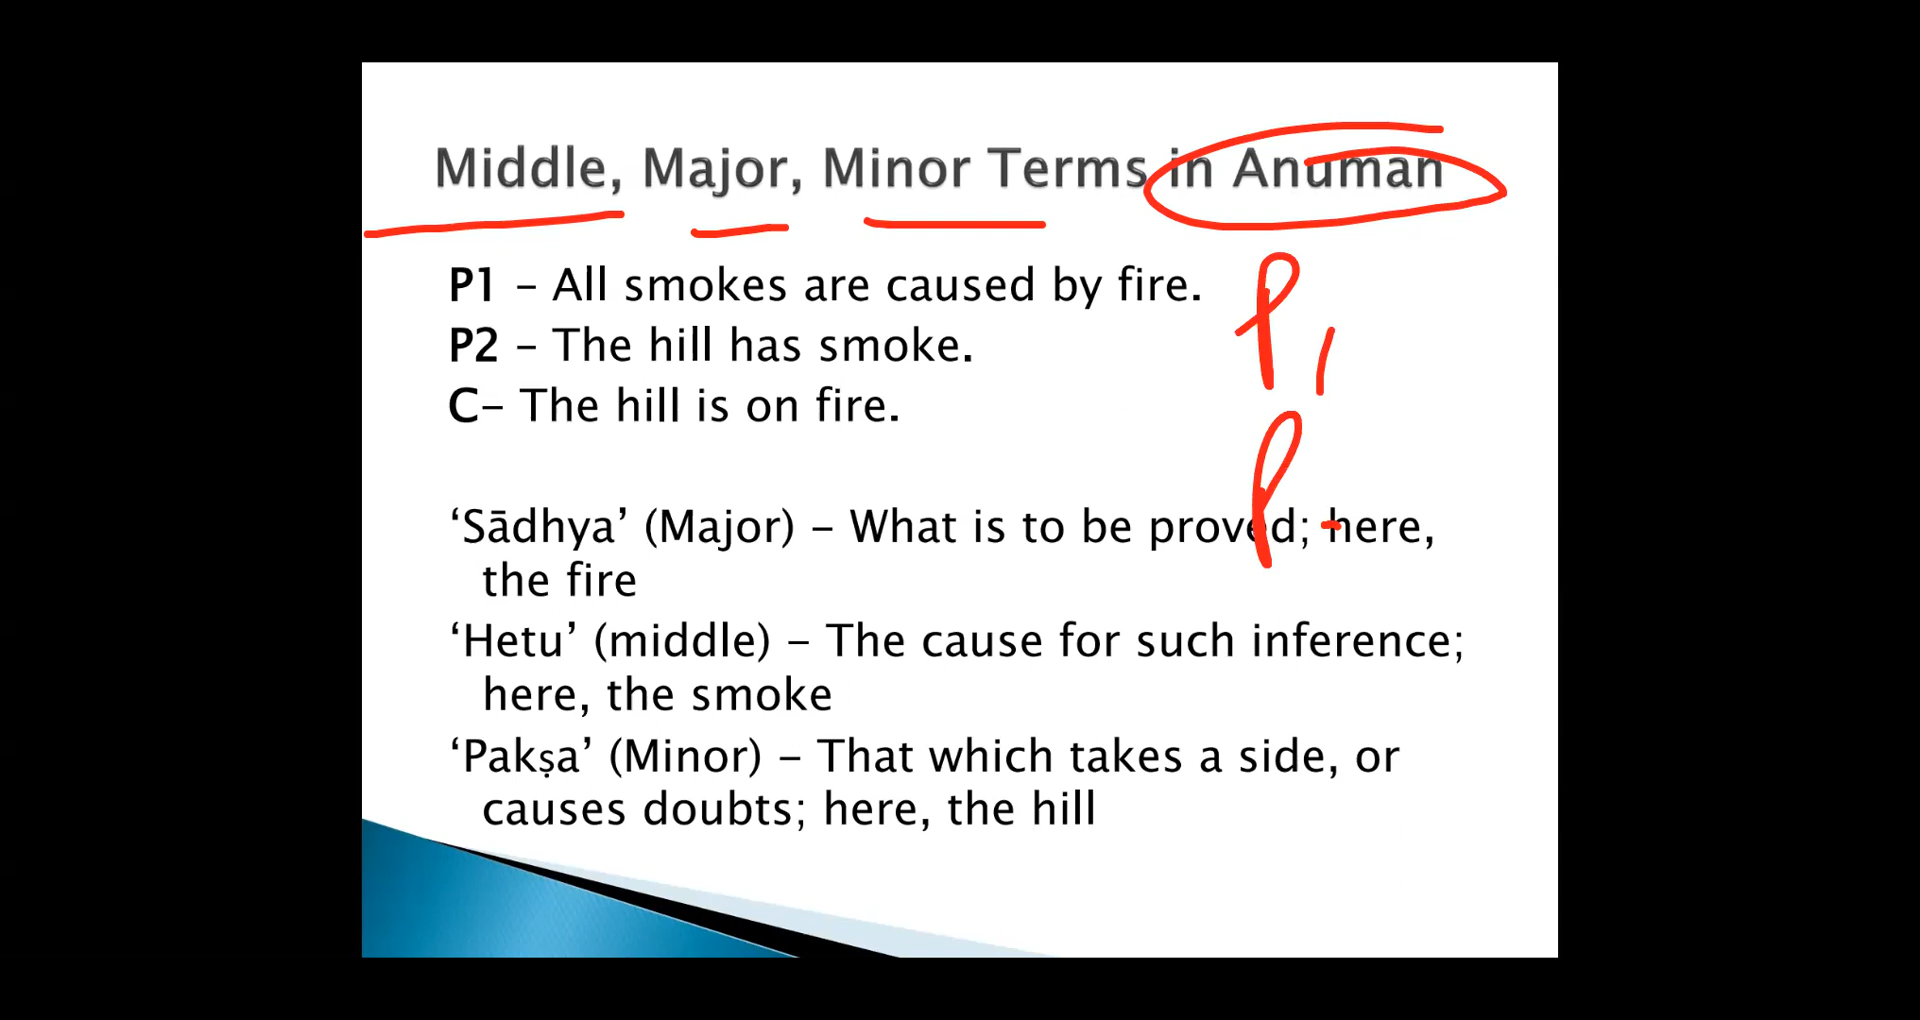 Middle, Major, Minor Terms in Anuman
P1 – All smokes are caused by fire.
P2 – The hill has smoke.
C– The hill is on fire.
P1
P
‘Sādhya’ (Major) – What is to be proved; here,
the fire
‘Hetu’ (middle) – The cause for such inference;
here, the smoke
‘Pakṣa’ (Minor) – That which takes a side, or
causes doubts; here, the hill